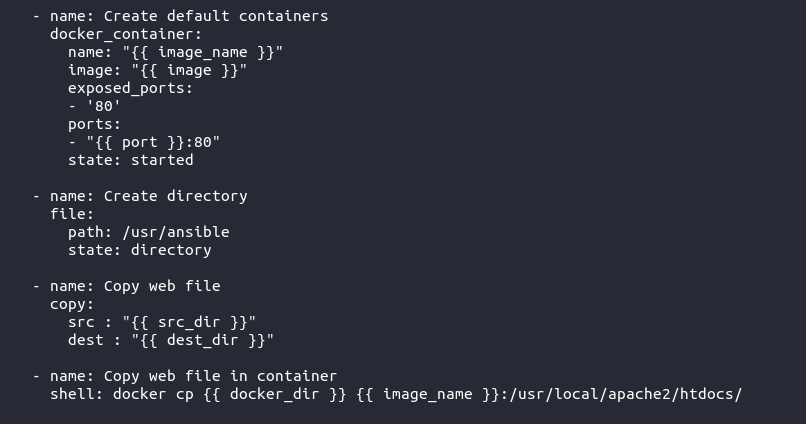 - name: Create default containers
  docker_container:
    name: "{{ image_name }}"
    image: "{{ image }}"
    exposed_ports:
    - '80'
    ports:
    - "{{ port }}:80"
    state: started

- name: Create directory
  file:
    path: /usr/ansible
    state: directory

- name: Copy web file
  copy:
    src : "{{ src_dir }}"
    dest : "{{ dest_dir }}"

- name: Copy web file in container
  shell: docker cp {{ docker_dir }} {{ image_name }}:/usr/local/apache2/htdocs/